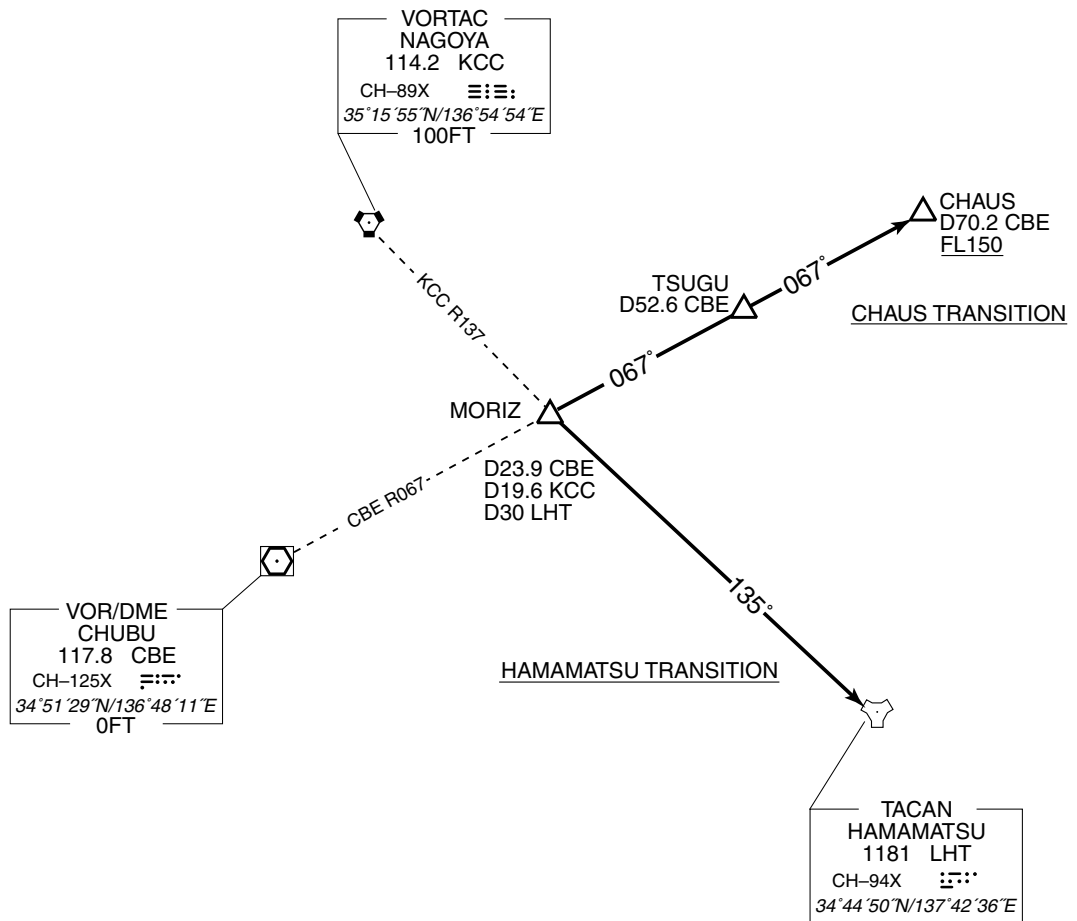 VORTAC
NAGOYA
114.2 KCC
CH–89X
35°15´55˝N/136°54´54˝E
100FT
CHAUS
D70.2 CBE
FL150
067°
TSUGU
D52.6 CBE
CHAUS TRANSITION
KCC R137
067°
MORIZ
D23.9 CBE
D19.6 KCC
D30 LHT
CBE R067
135°
VOR/DME
CHUBU
117.8 CBE
CH–125X
34°51´29˝N/136°48´11˝E
0FT
HAMAMATSU TRANSITION
TACAN
HAMAMATSU
1181 LHT
CH–94X
34°44´50˝N/137°42´36˝E